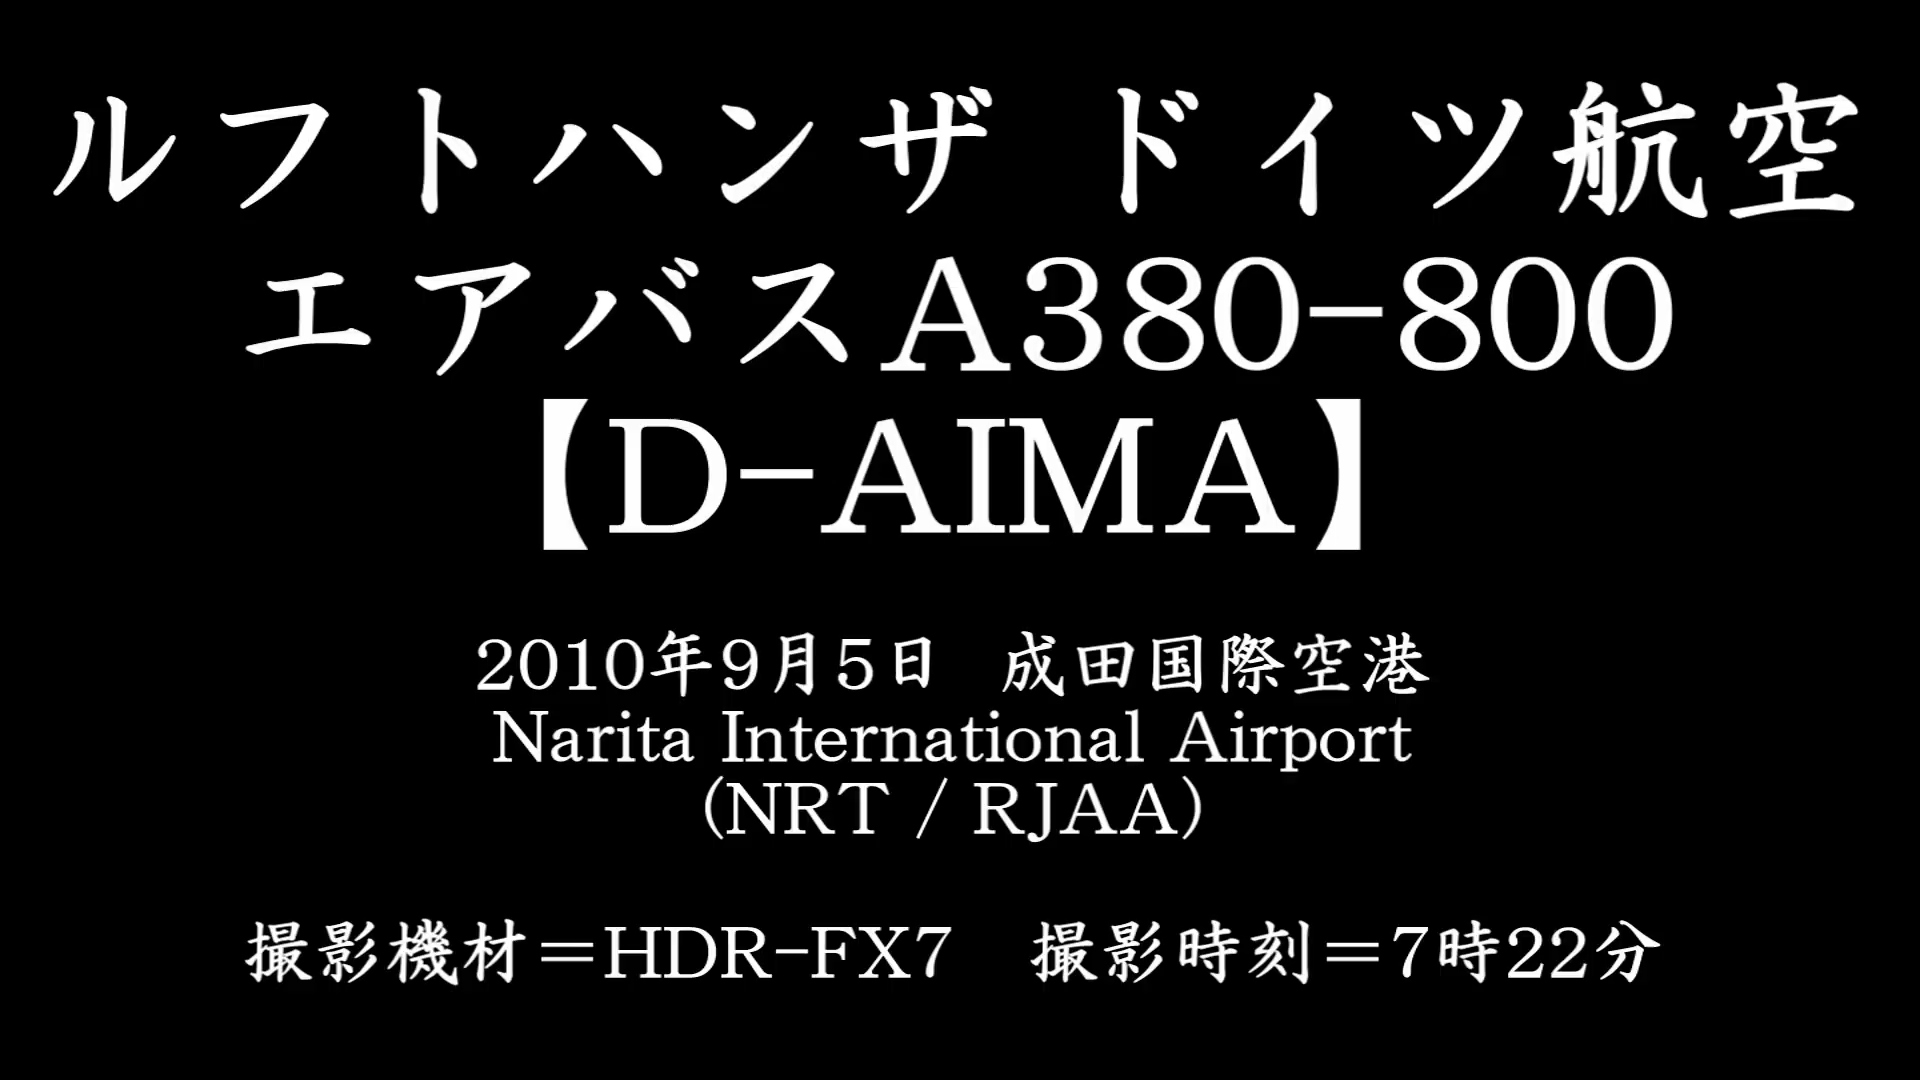 ルフトハンザ ドイツ航空
エアバスA380-800
【D-AIMA】
2010年9月5日　成田国際空港
Narita International Airport
(NRT / RJAA)
撮影機材＝HDR-FX7　撮影時刻＝7時22分